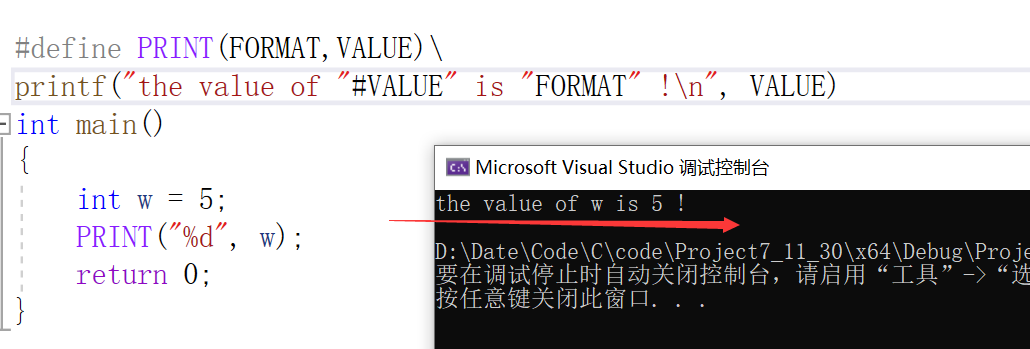 #define PRINT(FORMAT,VALUE)\
printf("the value of "#VALUE" is "FORMAT" !\n", VALUE)
int main()
{
    int w = 5;
    PRINT("%d", w);
    return 0;
}
Microsoft Visual Studio 调试控制台
the value of w is 5 !
D:\Date\Code\C\code\Project7_11_30\x64\Debug\Proje
要在调试停止时自动关闭控制台，请启用“工具”->“选
按任意键关闭此窗口. . .